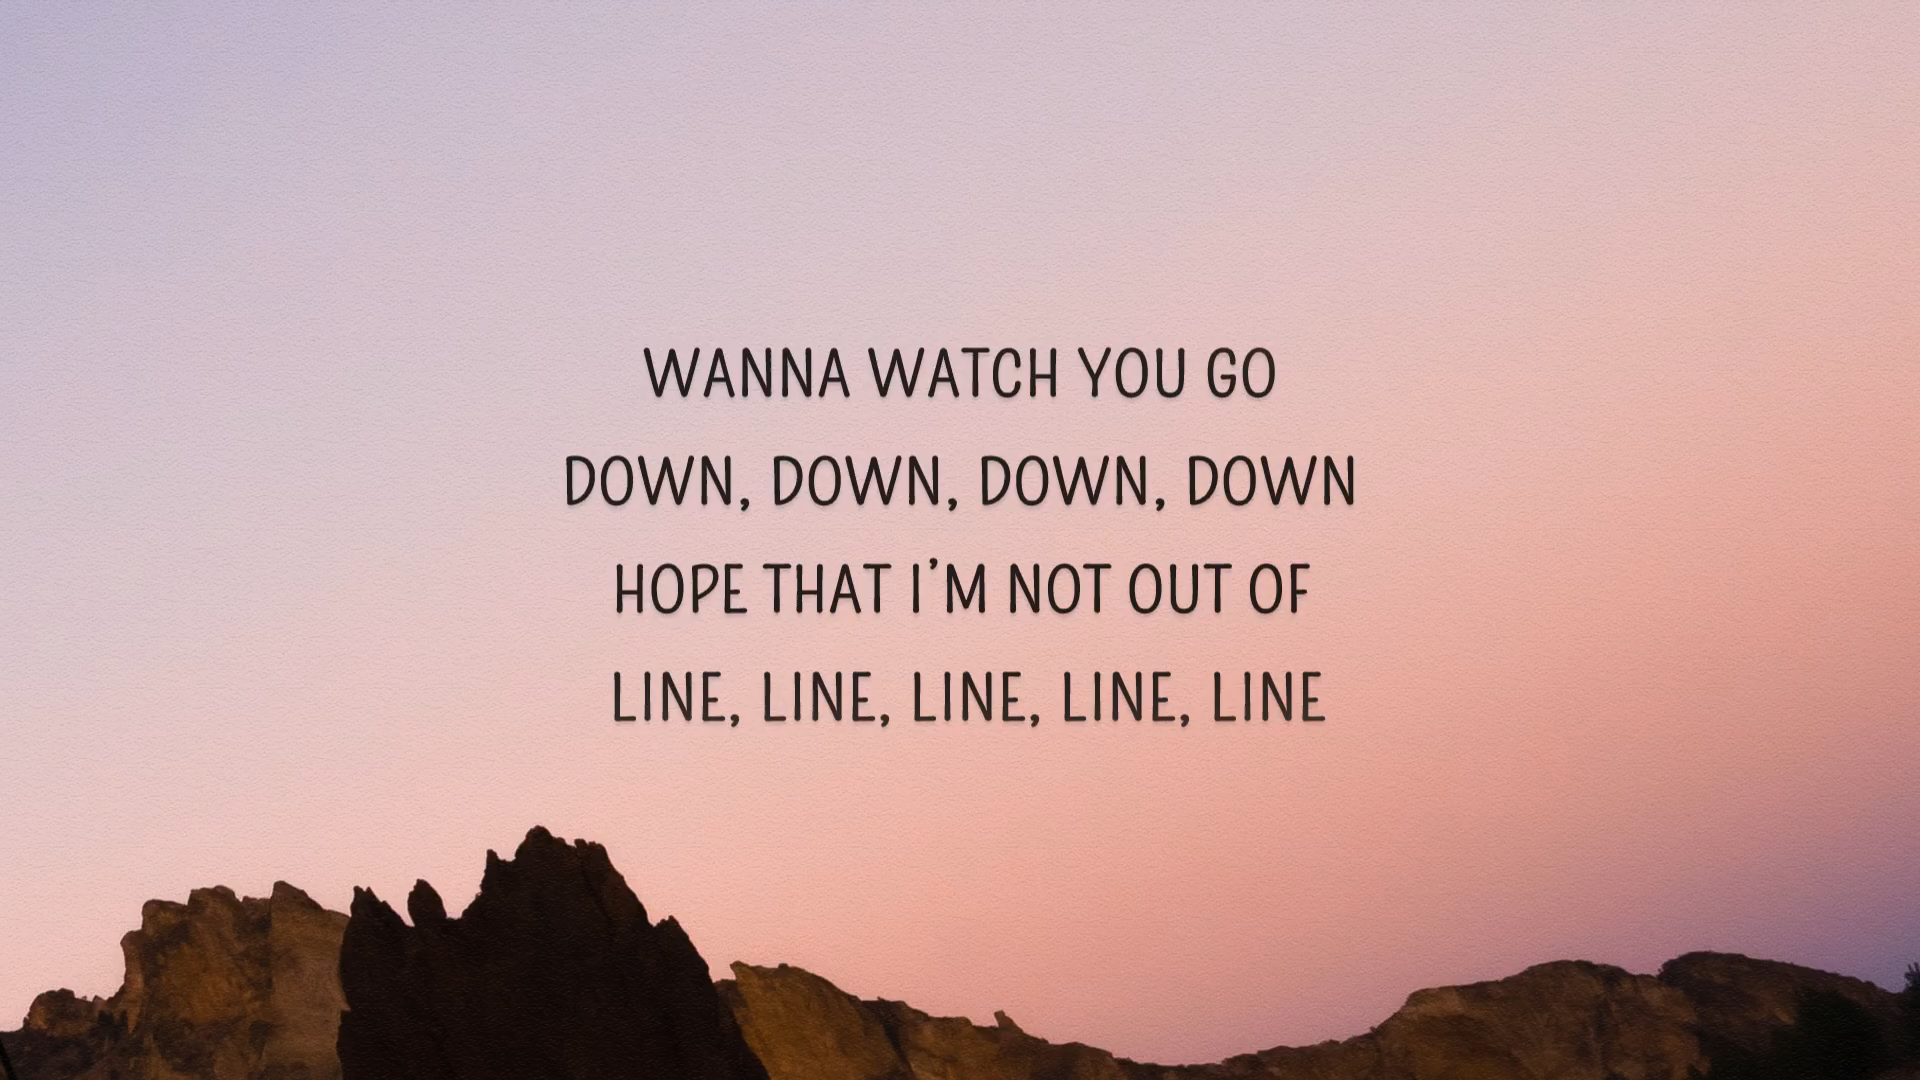 WANNA WATCH YOU GO
DOWN, DOWN, DOWN, DOWN
HOPE THAT I'M NOT OUT OF
LINE, LINE, LINE, LINE, LINE